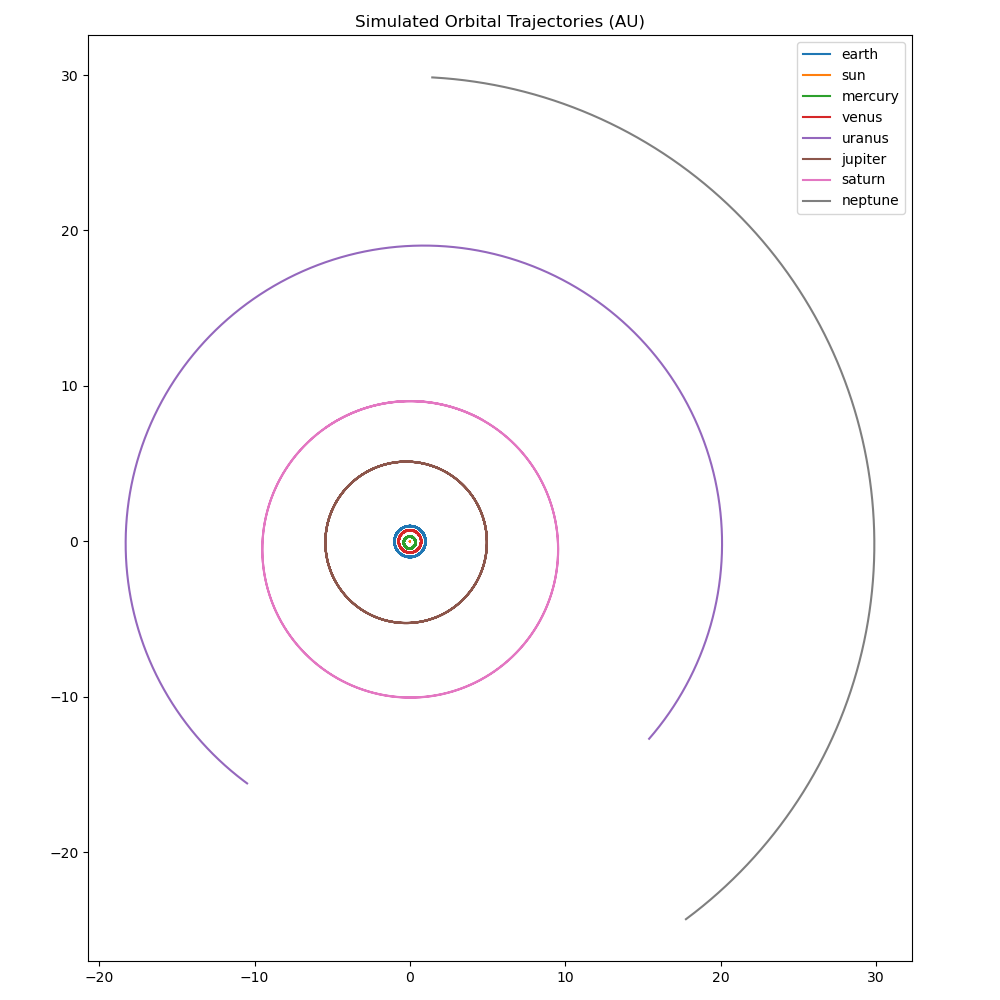 Simulated Orbital Trajectories (AU)
earth
sun
mercury
venus
uranus
jupiter
saturn
neptune
30
20
10
0
−10
−20
−20
−10
0
10
20
30